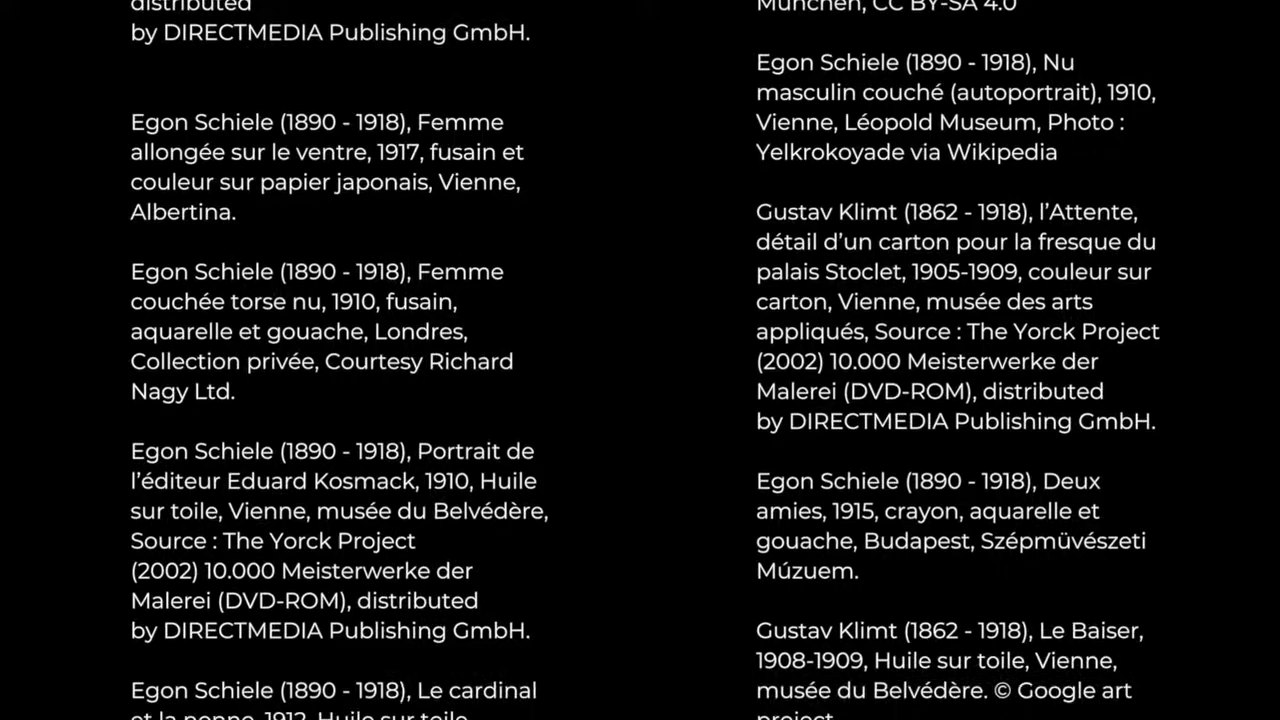 distributed
by DIRECTMEDIA Publishing GmbH.
Egon Schiele (1890 - 1918), Femme
allongée sur le ventre, 1917, fusain et
couleur sur papier japonais, Vienne,
Albertina.
Egon Schiele (1890 - 1918), Femme
couchée torse nu, 1910, fusain,
aquarelle et gouache, Londres,
Collection privée, Courtesy Richard
Nagy Ltd.
Egon Schiele (1890 - 1918), Portrait de
l’éditeur Eduard Kosmack, 1910, Huile
sur toile, Vienne, musée du Belvédère,
Source : The Yorck Project
(2002) 10.000 Meisterwerke der
Malerei (DVD-ROM), distributed
by DIRECTMEDIA Publishing GmbH.
Egon Schiele (1890 - 1918), Le cardinal
et la nonne, 1912, Huile sur toile,
München, CC BY-SA 4.0
Egon Schiele (1890 - 1918), Nu
masculin couché (autoportrait), 1910,
Vienne, Léopold Museum, Photo :
Yelkrokoyade via Wikipedia
Gustav Klimt (1862 - 1918), l’Attente,
détail d’un carton pour la fresque du
palais Stoclet, 1905-1909, couleur sur
carton, Vienne, musée des arts
appliqués, Source : The Yorck Project
(2002) 10.000 Meisterwerke der
Malerei (DVD-ROM), distributed
by DIRECTMEDIA Publishing GmbH.
Egon Schiele (1890 - 1918), Deux
amies, 1915, crayon, aquarelle et
gouache, Budapest, Szépmüvészeti
Múzuem.
Gustav Klimt (1862 - 1918), Le Baiser,
1908-1909, Huile sur toile, Vienne,
musée du Belvédère. © Google art
project